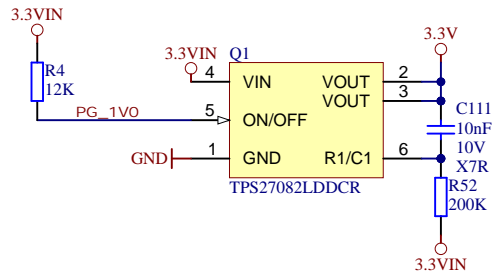 3.3VIN
R4
12K
PG_1V0
3.3VIN
Q1
4
VIN
5
ON/OFF
GND
1
GND
VOUT
2
VOUT
3
R1/C1
6
TPS27082LDDCR
3.3V
C111
10nF
10V
X7R
R52
200K
3.3VIN